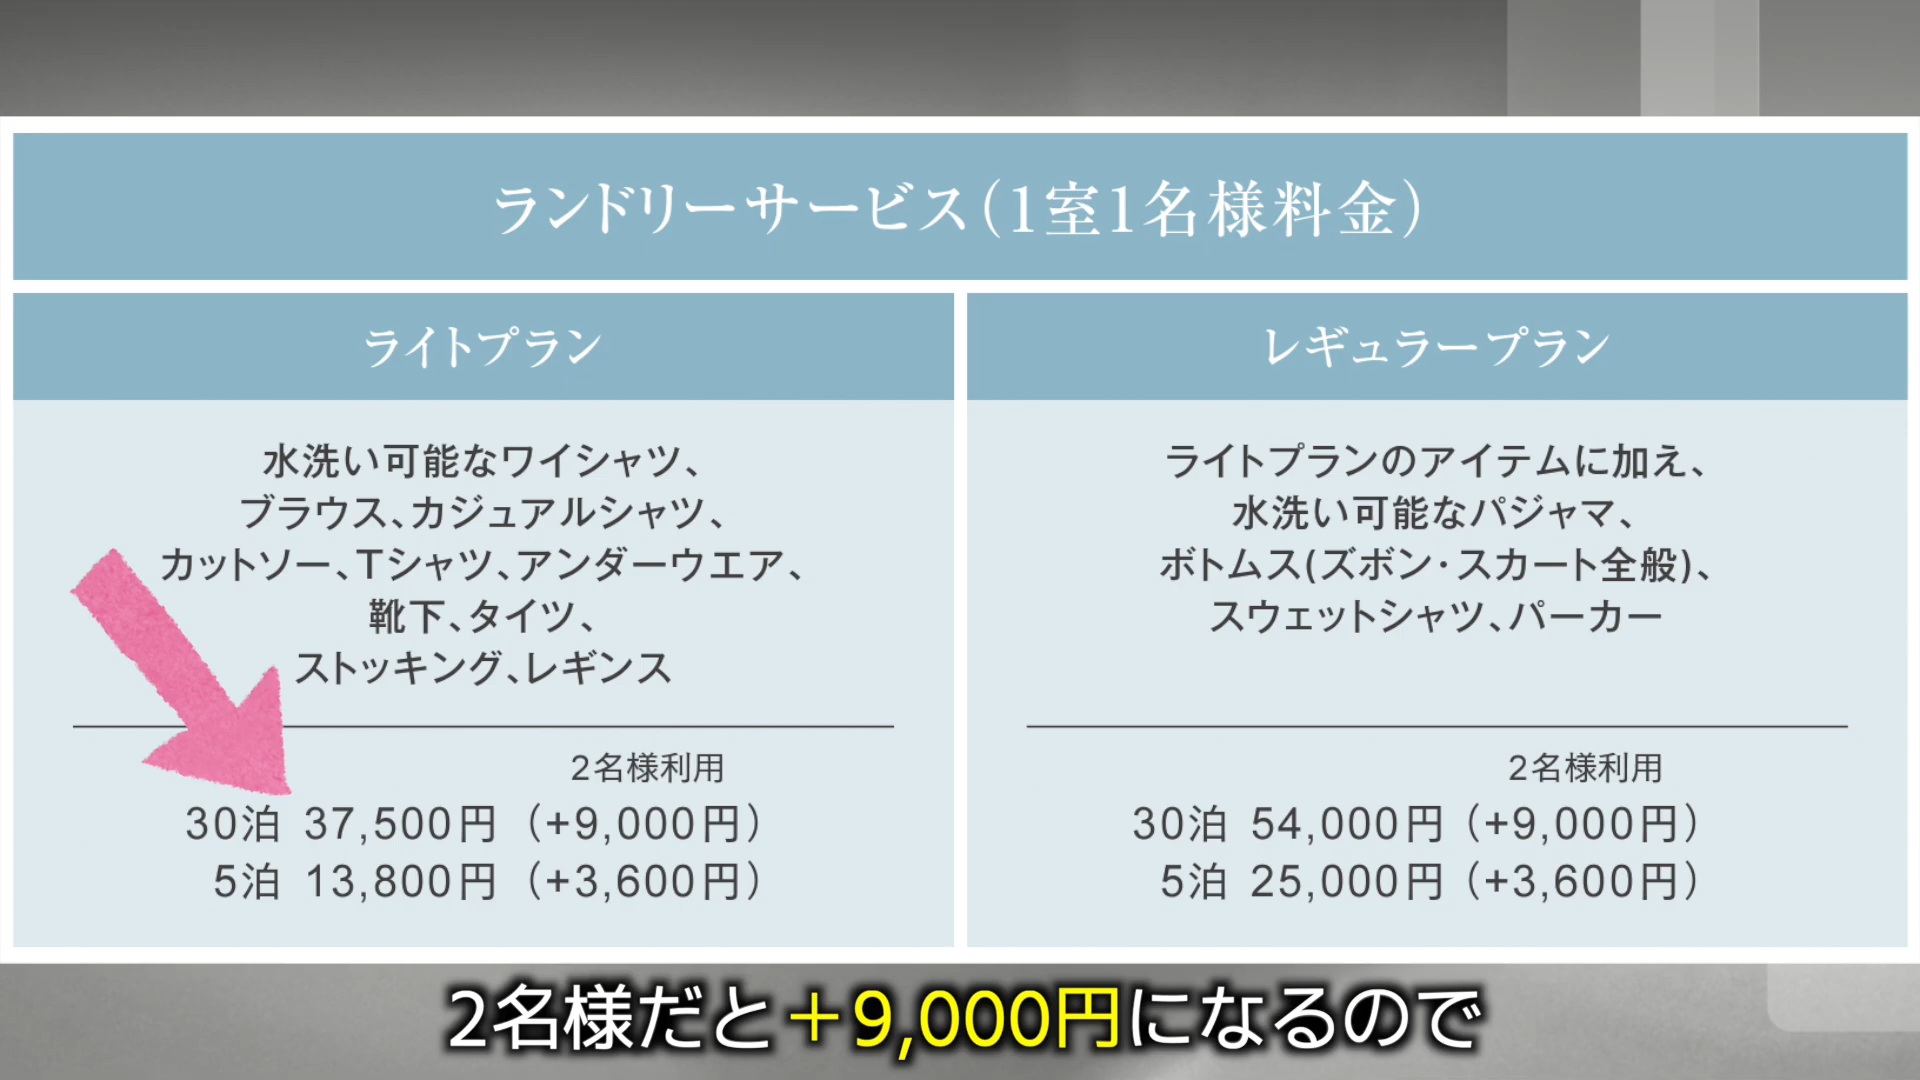 ランドリーサービス(1室1名様料金)
ライトプラン
水洗い可能なワイシャツ、
ブラウス、カジュアルシャツ、
カットソー、Tシャツ、アンダーウエア、
靴下、タイツ、
ストッキング、レギンス
2名様利用
30泊 37,500円 (+9,000円)
5泊 13,800円 (+3,600円)
レギュラープラン
ライトプランのアイテムに加え、
水洗い可能なパジャマ、
ボトムス(ズボン・スカート全般)、
スウェットシャツ、パーカー
2名様利用
30泊 54,000円 (+9,000円)
5泊 25,000円 (+3,600円)
2名様だと+9,000円になるので